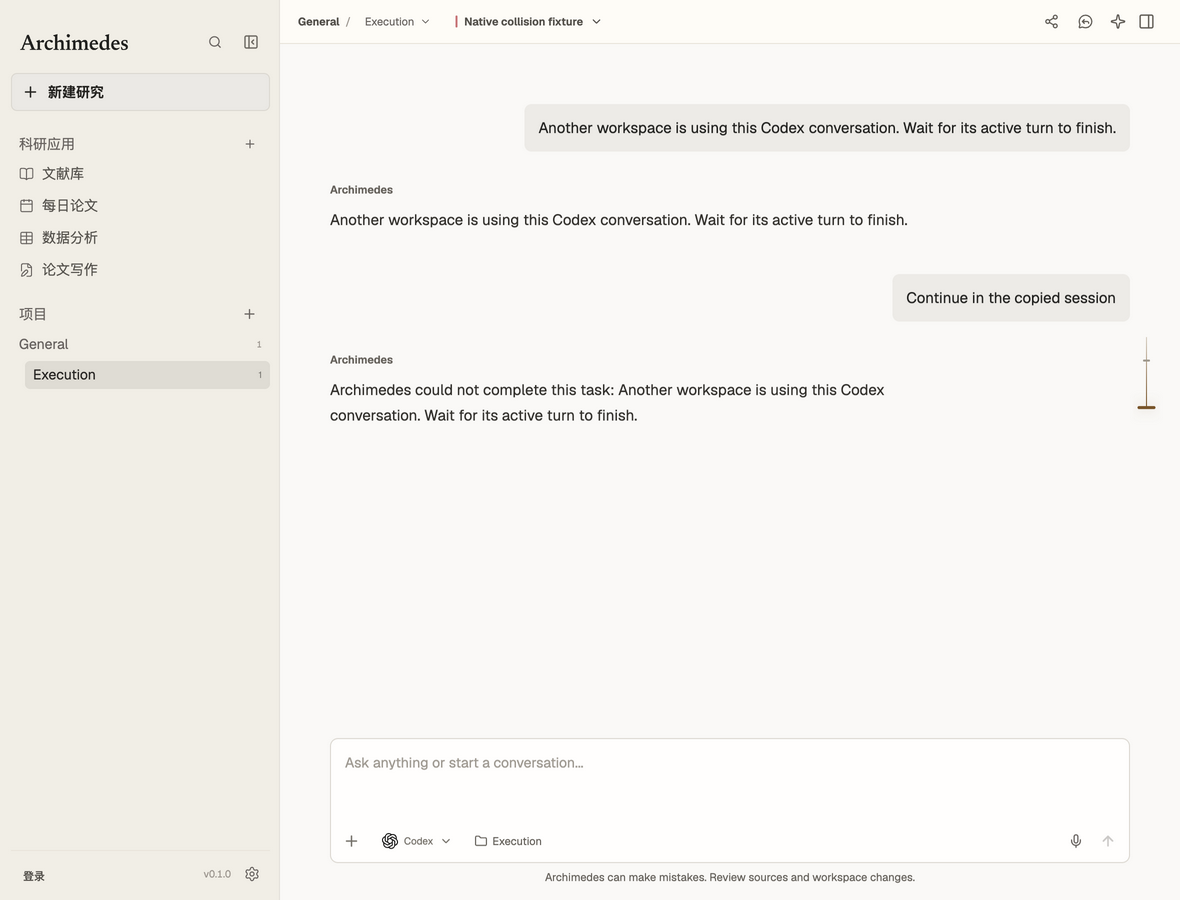 Archimedes
新建研究
科研应用
文献库
每日论文
数据分析
论文写作
项目
General 1
Execution 1
登录 v0.1.0
General / Execution Native collision fixture
Another workspace is using this Codex conversation. Wait for its active turn to finish.
Archimedes
Another workspace is using this Codex conversation. Wait for its active turn to finish.
Continue in the copied session
Archimedes
Archimedes could not complete this task: Another workspace is using this Codex
conversation. Wait for its active turn to finish.
Ask anything or start a conversation...
Codex Execution
Archimedes can make mistakes. Review sources and workspace changes.